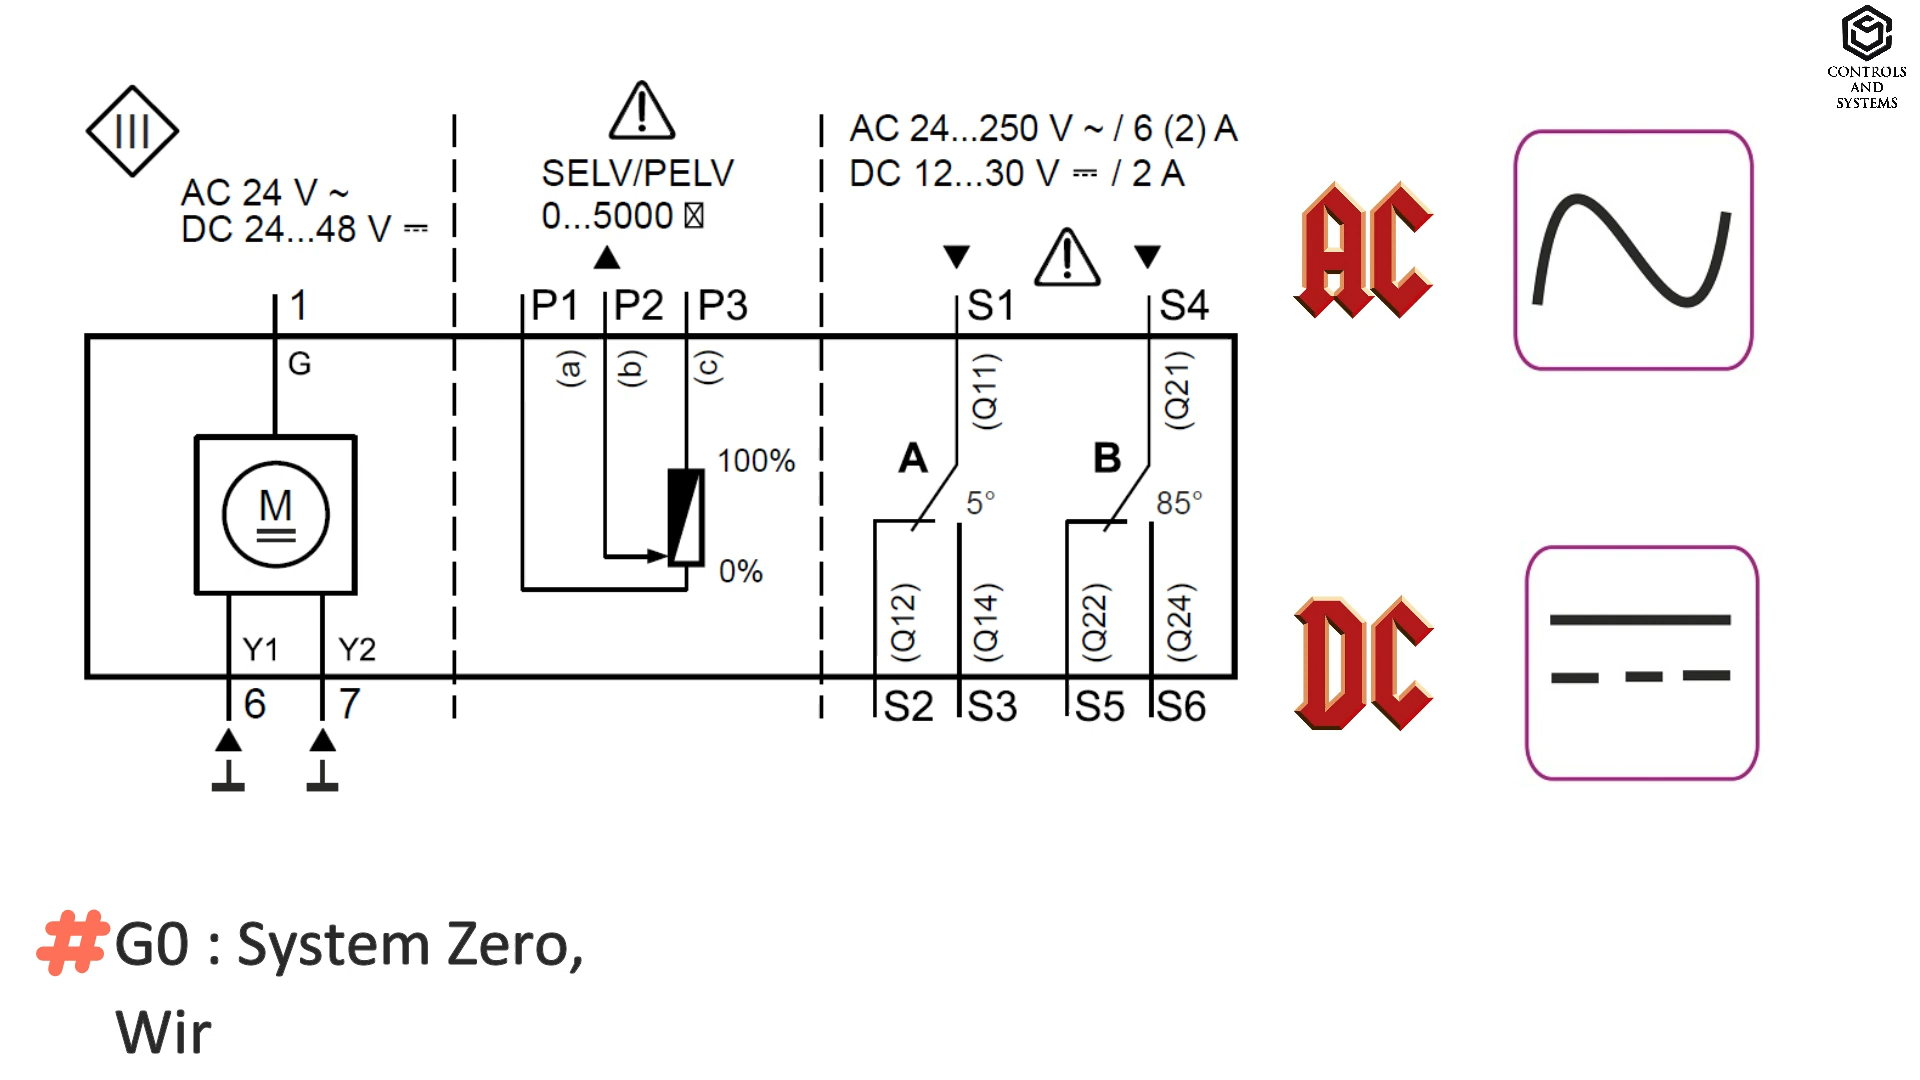 CONTROLS
AND
SYSTEMS
III
AC 24 V ~
DC 24...48 V ⎓
SELV/PELV
0...5000 ☒
AC 24...250 V ~ / 6 (2) A
DC 12...30 V ⎓ / 2 A
1
P1
P2
P3
S1
S4
G
(a)
(b)
(c)
(Q11)
(Q21)
A
B
100%
5°
85°
M
0%
Y1
Y2
(Q12)
(Q14)
(Q22)
(Q24)
6
7
S2
S3
S5
S6
AC
DC
#G0 : System Zero,
Wir